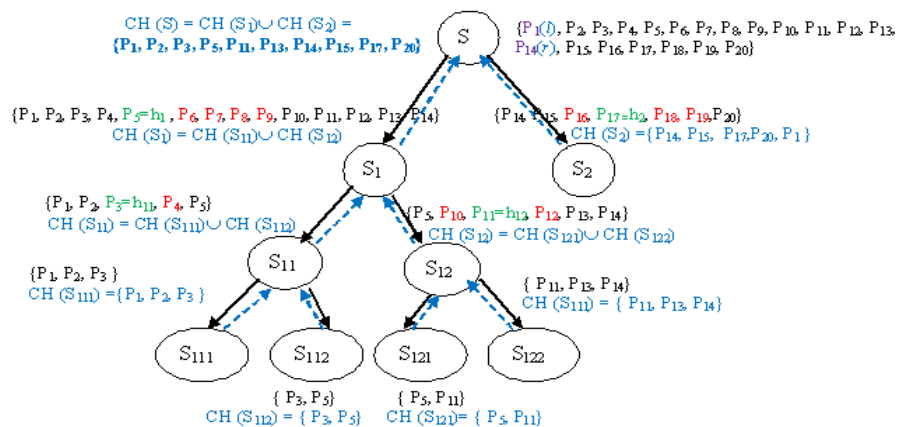 CH (S) = CH (S₁)∪ CH (S₂) =
{P₁, P₂, P₃, P₅, P₁₁, P₁₃, P₁₄, P₁₅, P₁₇, P₂₀}
S
{P₁(l), P₂, P₃, P₄, P₅, P₆, P₇, P₈, P₉, P₁₀, P₁₁, P₁₂, P₁₃,
P₁₄(r), P₁₅, P₁₆, P₁₇, P₁₈, P₁₉, P₂₀}
{P₁, P₂, P₃, P₄, P₅=h₁, P₆, P₇, P₈, P₉, P₁₀, P₁₁, P₁₂, P₁₃, P₁₄}
CH (S₁) = CH (S₁₁)∪ CH (S₁₂)
{P₁₄, P₁₅, P₁₆, P₁₇=h₂, P₁₈, P₁₉,P₂₀}
CH (S₂) ={P₁₄, P₁₅, P₁₇,P₂₀, P₁ }
S₁
S₂
{P₁, P₂, P₃=h₁₁, P₄, P₅}
CH (S₁₁) = CH (S₁₁₁)∪ CH (S₁₁₂)
{P₅, P₁₀, P₁₁=h₁₂, P₁₂, P₁₃, P₁₄}
CH (S₁₂) = CH (S₁₂₁)∪ CH (S₁₂₂)
S₁₁
S₁₂
{P₁, P₂, P₃ }
CH (S₁₁₁) ={P₁, P₂, P₃ }
{ P₁₁, P₁₃, P₁₄}
CH (S₁₁₁) = { P₁₁, P₁₃, P₁₄}
S₁₁₁
S₁₁₂
S₁₂₁
S₁₂₂
{ P₃, P₅}
CH (S₁₁₂) = { P₃, P₅}
{ P₅, P₁₁}
CH (S₁₂₁)= { P₅, P₁₁}